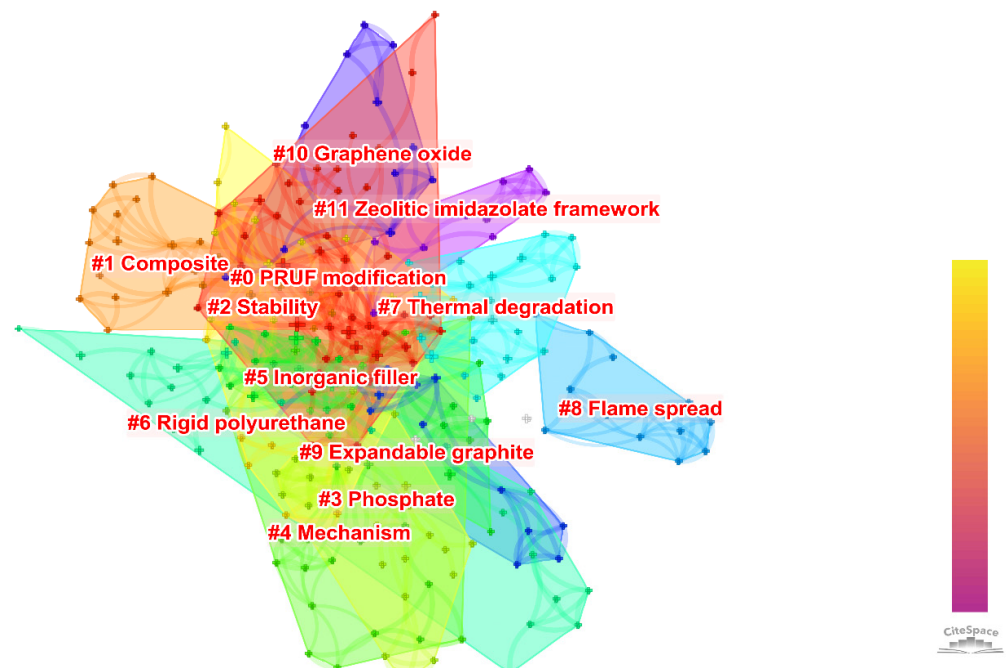 #10 Graphene oxide
#11 Zeolitic imidazolate framework
#1 Composite
#0 PRUF modification
#2 Stability
#7 Thermal degradation
#5 Inorganic filler
#8 Flame spread
#6 Rigid polyurethane
#9 Expandable graphite
#3 Phosphate
#4 Mechanism
CiteSpace